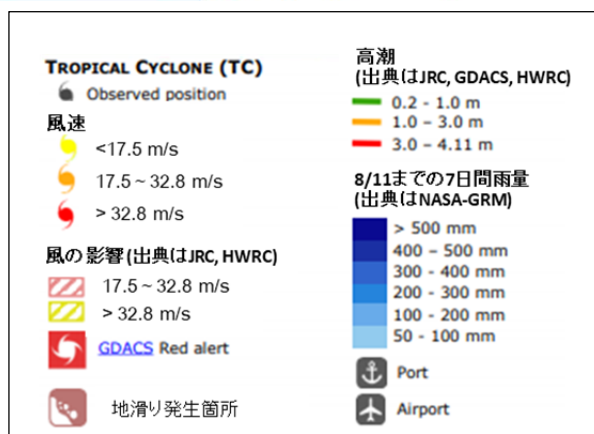 TROPICAL CYCLONE (TC)
Observed position
風速
<17.5 m/s
17.5～32.8 m/s
> 32.8 m/s
風の影響(出典はJRC, HWRC)
17.5～32.8 m/s
> 32.8 m/s
GDACS Red alert
地滑り発生箇所
高潮
(出典はJRC, GDACS, HWRC)
0.2 - 1.0 m
1.0 – 3.0 m
3.0 – 4.11 m
8/11までの7日間雨量
(出典はNASA-GRM)
> 500 mm
400 – 500 mm
300 - 400 mm
200 - 300 mm
100 - 200 mm
50 - 100 mm
Port
Airport